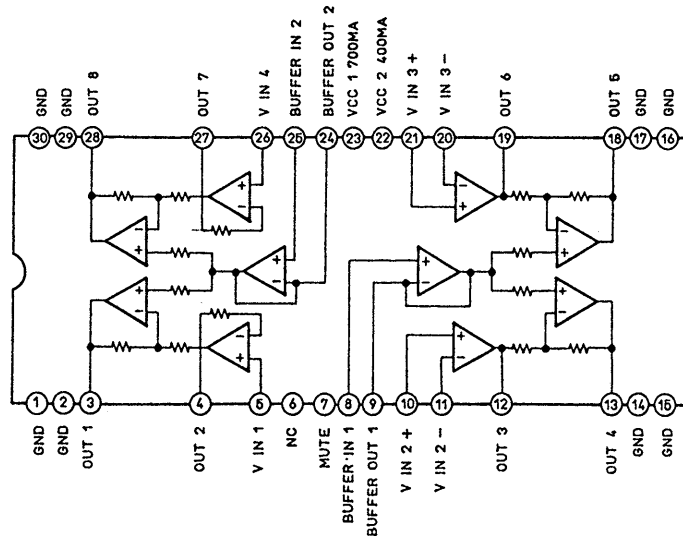 GND
GND
OUT 8
OUT 7
V IN 4
BUFFER IN 2
BUFFER OUT 2
VCC 1 700MA
VCC 2 400MA
V IN 3 +
V IN 3 -
OUT 6
OUT 5
GND
GND
30 29 28 27 26 25 24 23 22 21 20 19 18 17 16
+
-
-
+
-
+
-
+
+
-
+
-
-
+
+
-
-
+
+
-
1 2 3 4 5 6 7 8 9 10 11 12 13 14 15
GND
GND
OUT 1
OUT 2
V IN 1
NC
MUTE
BUFFER·IN 1
BUFFER OUT 1
V IN 2 +
V IN 2 -
OUT 3
OUT 4
GND
GND